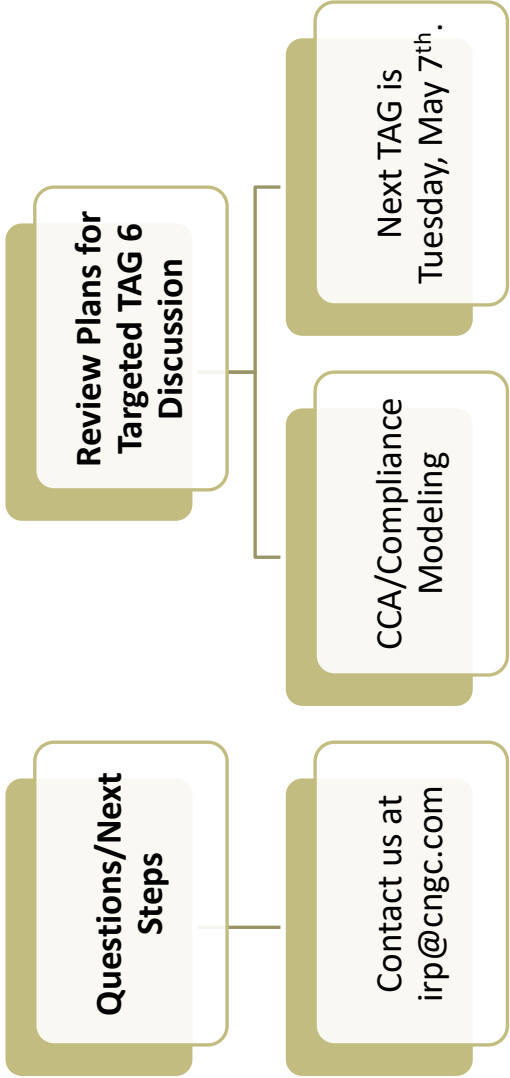 Questions/Next
Steps
Contact us at
irp@cngc.com
Review Plans for
Targeted TAG 6
Discussion
CCA/Compliance
Modeling
Next TAG is
Tuesday, May 7th.